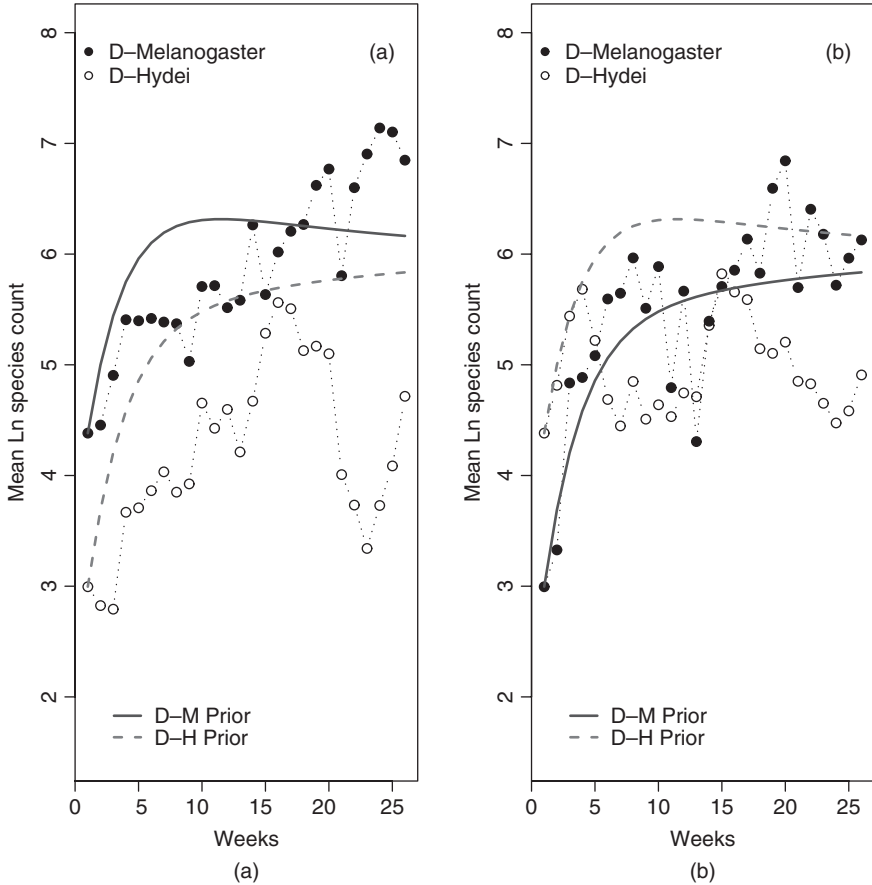 8
7
6
5
4
3
2
Mean Ln species count
D–Melanogaster
D–Hydei
(a)
D–M Prior
D–H Prior
0 5 10 15 20 25
Weeks
(a)
8
7
6
5
4
3
2
Mean Ln species count
D–Melanogaster
D–Hydei
(b)
D–M Prior
D–H Prior
0 5 10 15 20 25
Weeks
(b)